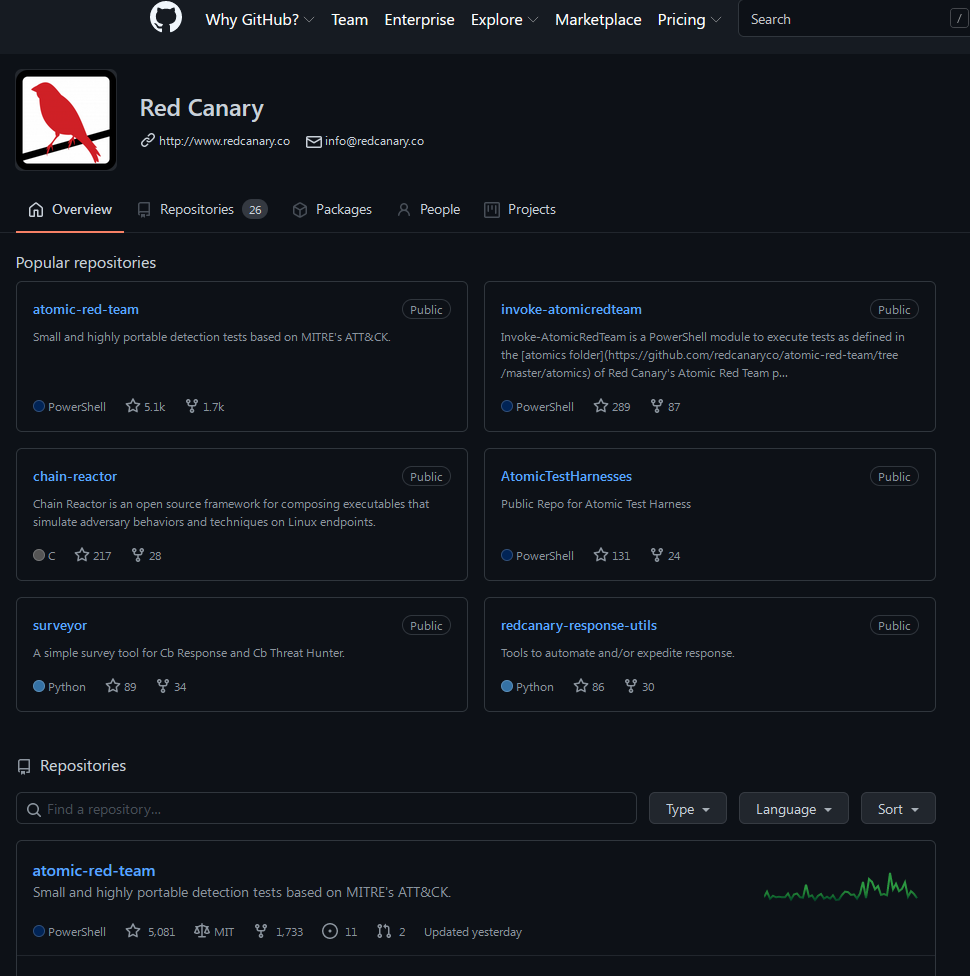 Why GitHub? Team Enterprise Explore Marketplace Pricing Search /
Red Canary
http://www.redcanary.co info@redcanary.co
Overview Repositories 26 Packages People Projects
Popular repositories
atomic-red-team Public
Small and highly portable detection tests based on MITRE's ATT&CK.
PowerShell 5.1k 1.7k
invoke-atomicredteam Public
Invoke-AtomicRedTeam is a PowerShell module to execute tests as defined in
the [atomics folder](https://github.com/redcanaryco/atomic-red-team/tree
/master/atomics) of Red Canary's Atomic Red Team p...
PowerShell 289 87
chain-reactor Public
Chain Reactor is an open source framework for composing executables that
simulate adversary behaviors and techniques on Linux endpoints.
C 217 28
AtomicTestHarnesses Public
Public Repo for Atomic Test Harness
PowerShell 131 24
surveyor Public
A simple survey tool for Cb Response and Cb Threat Hunter.
Python 89 34
redcanary-response-utils Public
Tools to automate and/or expedite response.
Python 86 30
Repositories
Find a repository... Type Language Sort
atomic-red-team
Small and highly portable detection tests based on MITRE's ATT&CK.
PowerShell 5,081 MIT 1,733 11 2 Updated yesterday